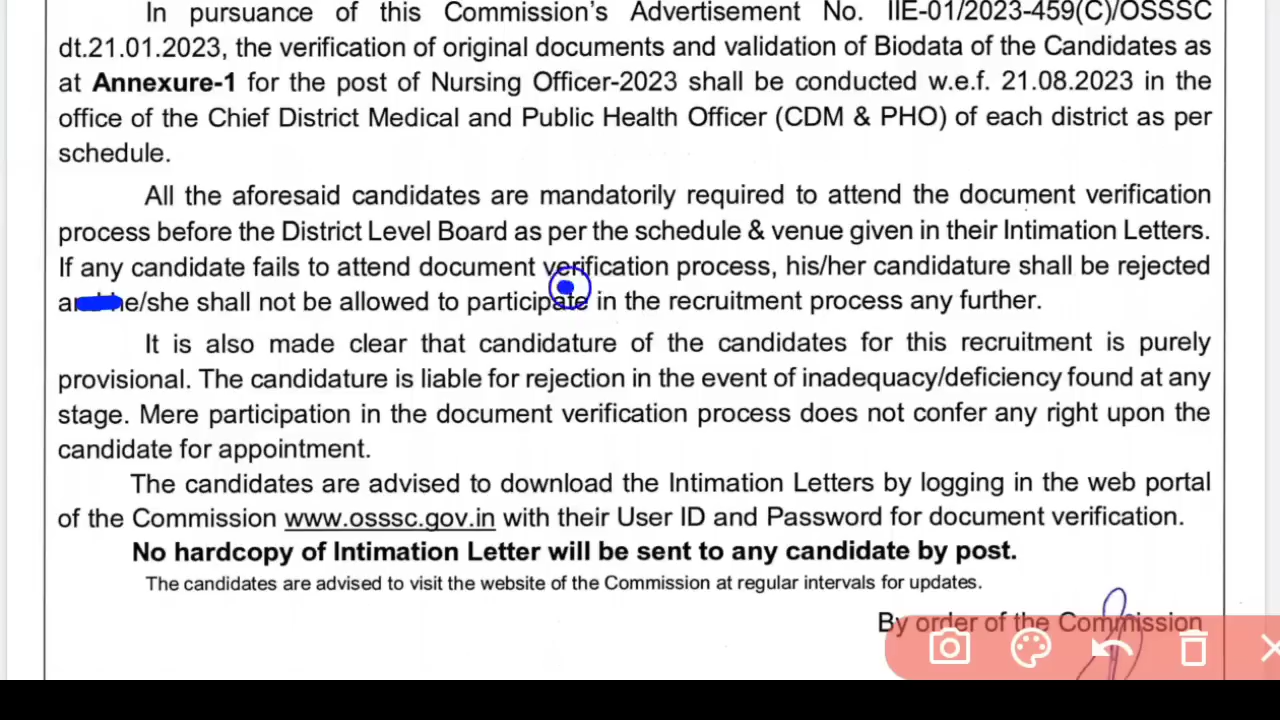 In pursuance of this Commission's Advertisement No. IIE-01/2023-459(C)/OSSSC
dt.21.01.2023, the verification of original documents and validation of Biodata of the Candidates as
at Annexure-1 for the post of Nursing Officer-2023 shall be conducted w.e.f. 21.08.2023 in the
office of the Chief District Medical and Public Health Officer (CDM & PHO) of each district as per
schedule.
All the aforesaid candidates are mandatorily required to attend the document verification
process before the District Level Board as per the schedule & venue given in their Intimation Letters.
If any candidate fails to attend document verification process, his/her candidature shall be rejected
and he/she shall not be allowed to participate in the recruitment process any further.
It is also made clear that candidature of the candidates for this recruitment is purely
provisional. The candidature is liable for rejection in the event of inadequacy/deficiency found at any
stage. Mere participation in the document verification process does not confer any right upon the
candidate for appointment.
The candidates are advised to download the Intimation Letters by logging in the web portal
of the Commission www.osssc.gov.in with their User ID and Password for document verification.
No hardcopy of Intimation Letter will be sent to any candidate by post.
The candidates are advised to visit the website of the Commission at regular intervals for updates.
By order of the Commission